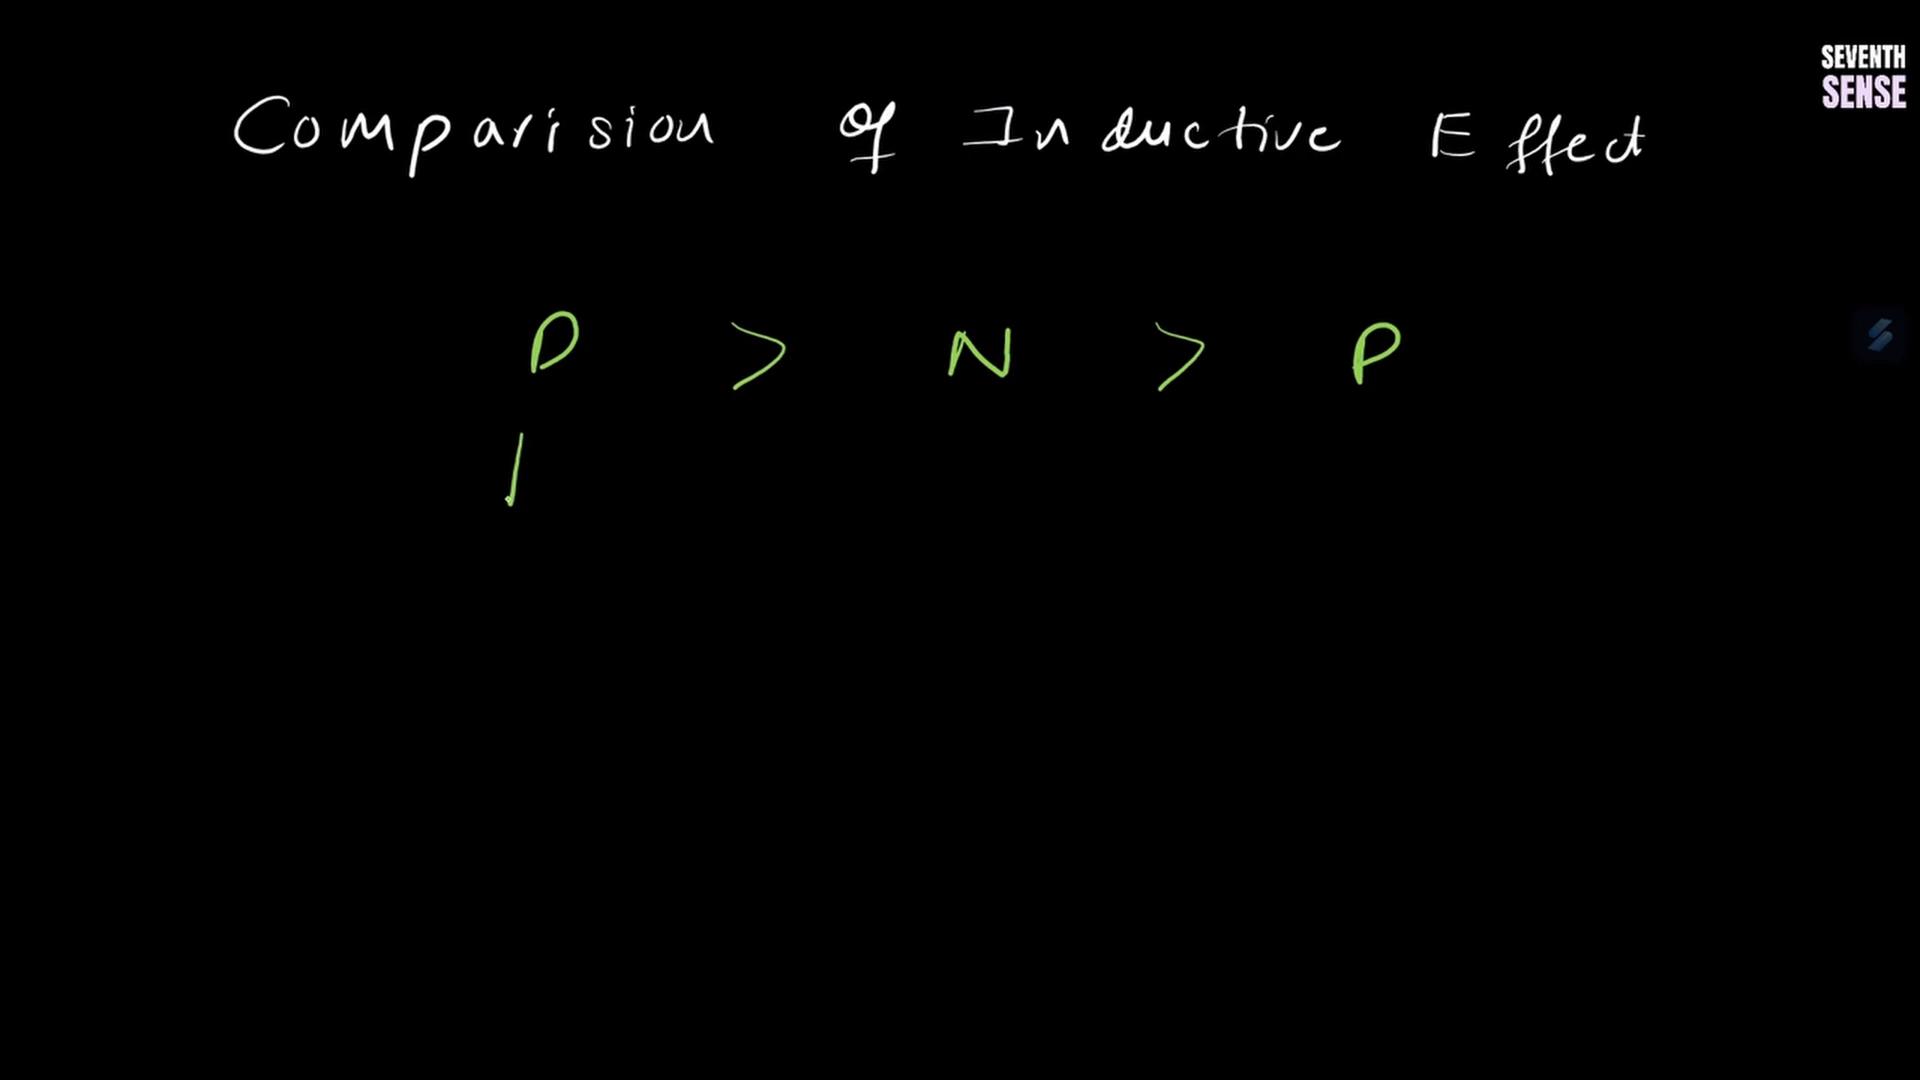 SEVENTH
SENSE
Comparision of Inductive Effect
D > N > P